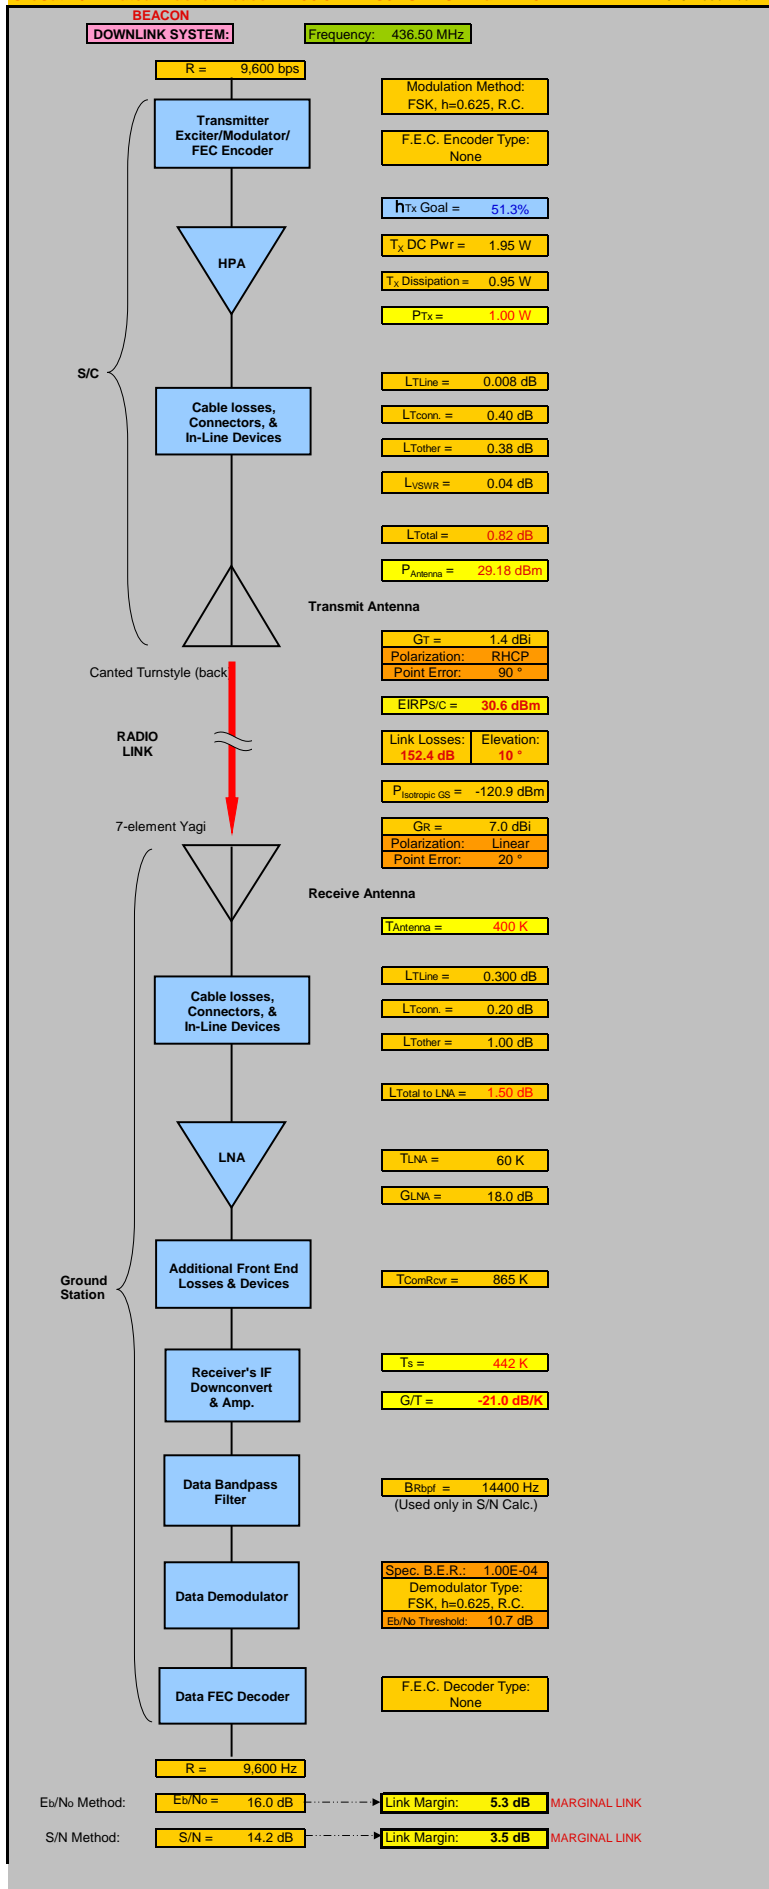 BEACON
DOWNLINK SYSTEM:
Frequency: 436.50 MHz
R = 9,600 bps
Modulation Method:
FSK, h=0.625, R.C.
Transmitter
Exciter/Modulator/
FEC Encoder
F.E.C. Encoder Type:
None
hTx Goal = 51.3%
TX DC Pwr = 1.95 W
HPA
TX Dissipation = 0.95 W
PTx = 1.00 W
S/C
LTLine = 0.008 dB
Cable losses,
Connectors, &
In-Line Devices
LTconn. = 0.40 dB
LTother = 0.38 dB
LVSWR = 0.04 dB
LTotal = 0.82 dB
PAntenna = 29.18 dBm
Transmit Antenna
GT = 1.4 dBi
Polarization: RHCP
Point Error: 90 °
Canted Turnstyle (back
EIRPS/C = 30.6 dBm
RADIO
LINK
Link Losses: Elevation:
152.4 dB 10 °
PIsotropic GS = -120.9 dBm
7-element Yagi
GR = 7.0 dBi
Polarization: Linear
Point Error: 20 °
Receive Antenna
TAntenna = 400 K
LTLine = 0.300 dB
Cable losses,
Connectors, &
In-Line Devices
LTconn. = 0.20 dB
LTother = 1.00 dB
LTotal to LNA = 1.50 dB
LNA
TLNA = 60 K
GLNA = 18.0 dB
Ground
Station
Additional Front End
Losses & Devices
TComRcvr = 865 K
Ts = 442 K
Receiver's IF
Downconvert
& Amp.
G/T = -21.0 dB/K
Data Bandpass
Filter
BRbpf = 14400 Hz
(Used only in S/N Calc.)
Spec. B.E.R.: 1.00E-04
Data Demodulator
Demodulator Type:
FSK, h=0.625, R.C.
Eb/No Threshold: 10.7 dB
Data FEC Decoder
F.E.C. Decoder Type:
None
R = 9,600 Hz
Eb/No Method: Eb/No = 16.0 dB Link Margin: 5.3 dB MARGINAL LINK
S/N Method: S/N = 14.2 dB Link Margin: 3.5 dB MARGINAL LINK